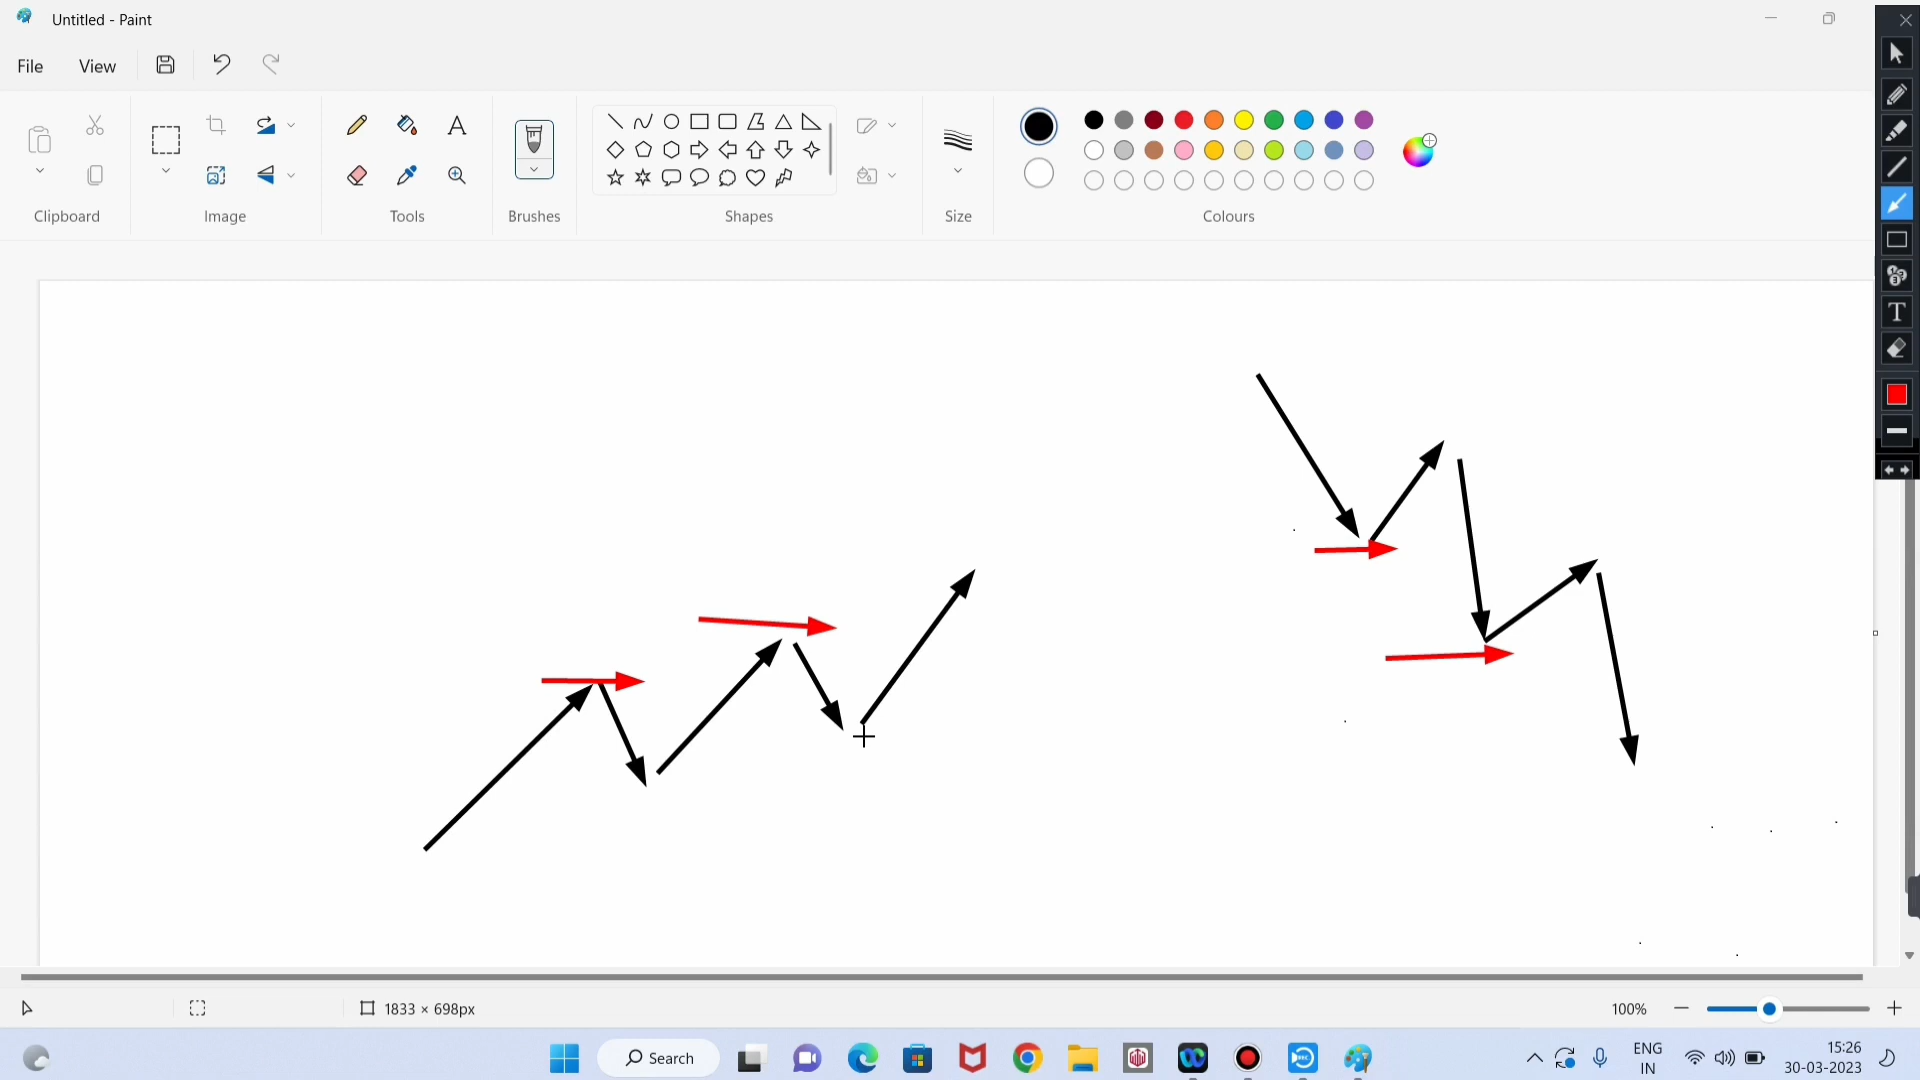 Untitled - Paint
File View
Clipboard Image Tools Brushes Shapes Size Colours
1833 × 698px
100%
Search
ENG
IN
15:26
30-03-2023